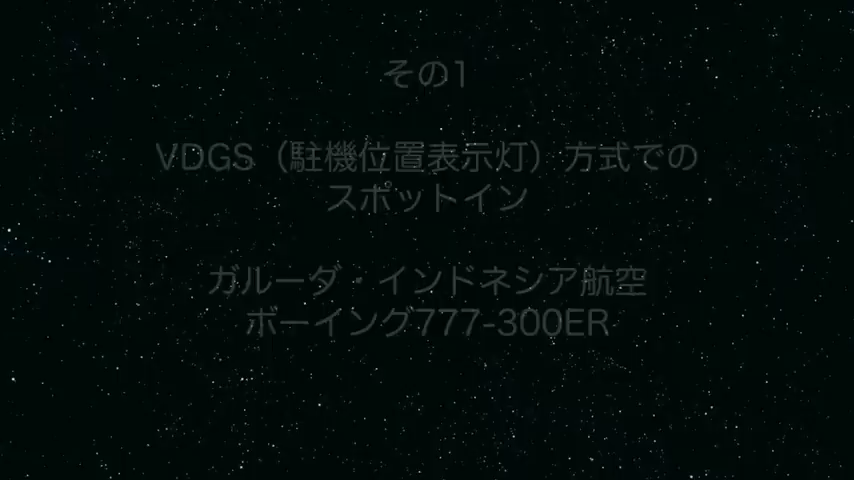 その1
VDGS（駐機位置表示灯）方式での
スポットイン
ガルーダ・インドネシア航空
ボーイング777-300ER